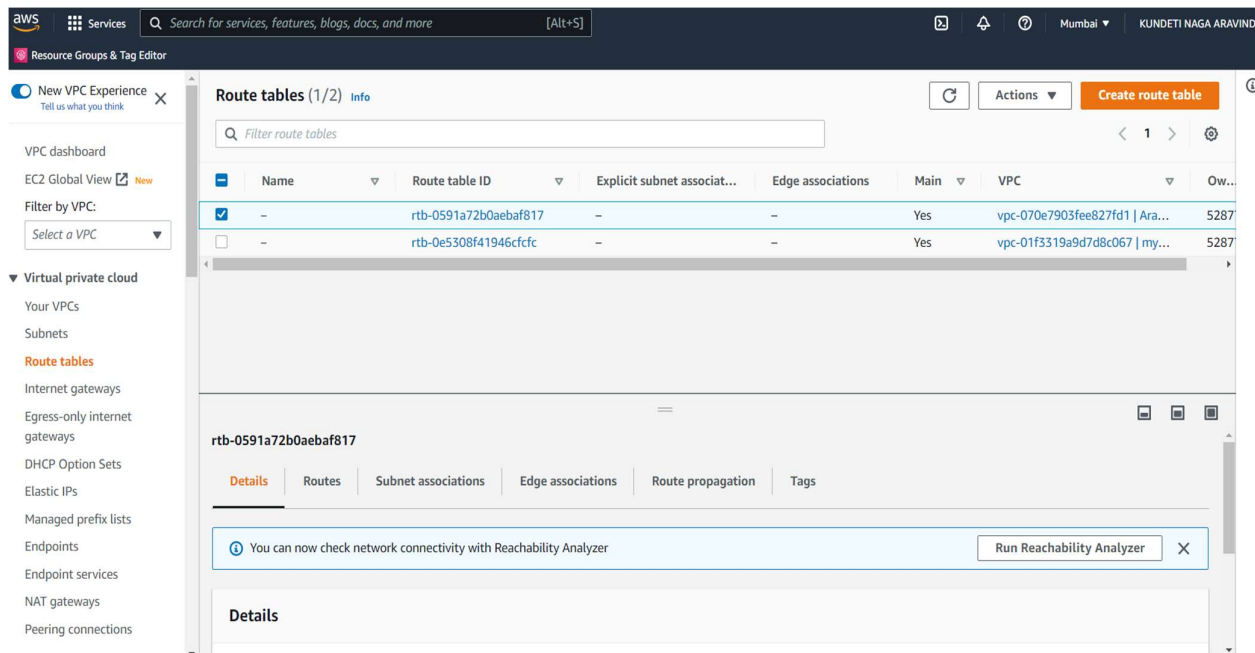 aws Services Search for services, features, blogs, docs, and more [Alt+S] Mumbai ▼ KUNDETI NAGA ARAVIND
Resource Groups & Tag Editor
New VPC Experience
Tell us what you think
VPC dashboard
EC2 Global View New
Filter by VPC:
Select a VPC
Virtual private cloud
Your VPCs
Subnets
Route tables
Internet gateways
Egress-only internet
gateways
DHCP Option Sets
Elastic IPs
Managed prefix lists
Endpoints
Endpoint services
NAT gateways
Peering connections
Route tables (1/2) Info
Actions ▼ Create route table
Filter route tables
1
Name Route table ID Explicit subnet associat... Edge associations Main VPC Ow...
– rtb-0591a72b0aebaf817 – – Yes vpc-070e7903fee827fd1 | Ara... 5287
– rtb-0e5308f41946cfcfc – – Yes vpc-01f3319a9d7d8c067 | my... 5287
rtb-0591a72b0aebaf817
Details Routes Subnet associations Edge associations Route propagation Tags
You can now check network connectivity with Reachability Analyzer Run Reachability Analyzer
Details